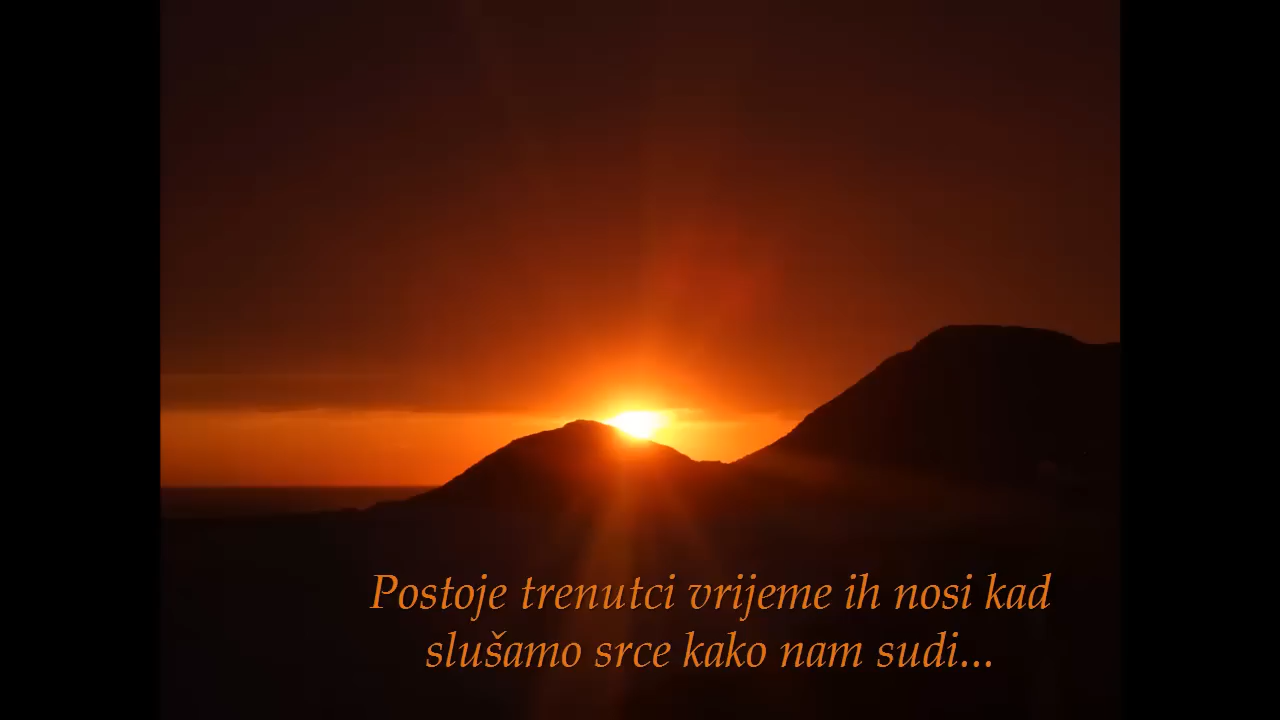 Postoje trenutci vrijeme ih nosi kad
slušamo srce kako nam sudi...